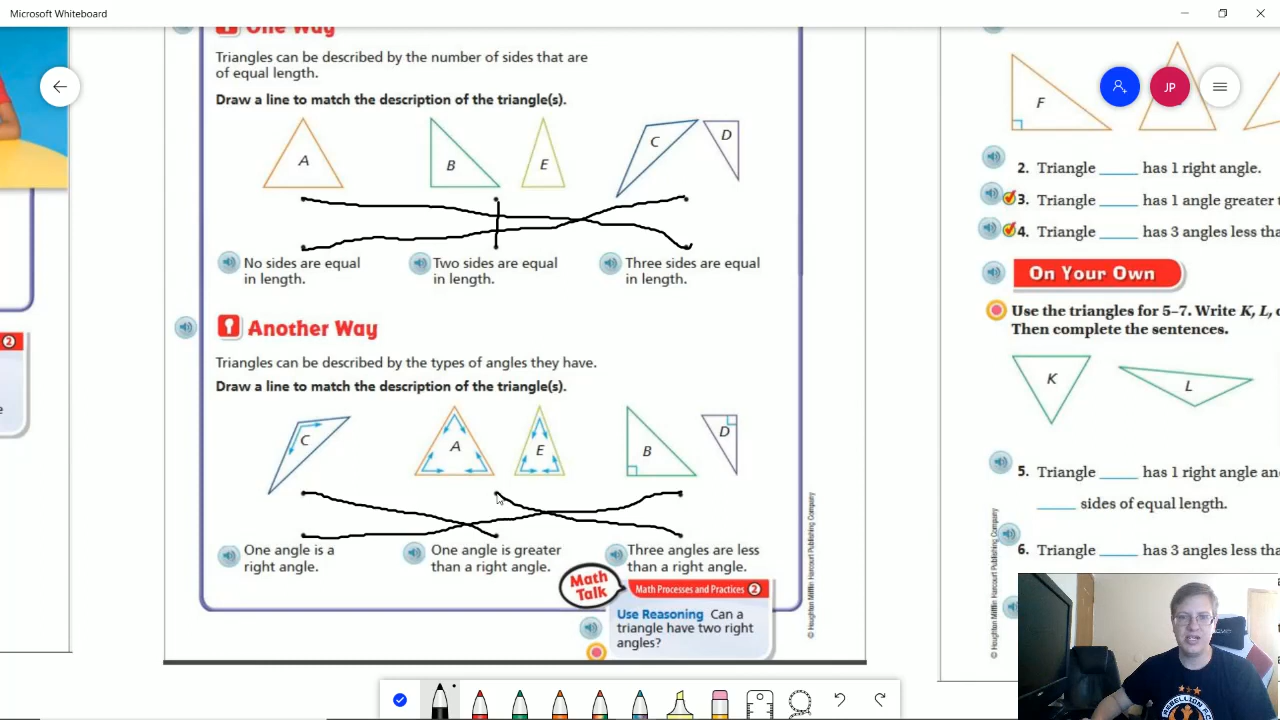 Microsoft Whiteboard
One Way
Triangles can be described by the number of sides that are
of equal length.
Draw a line to match the description of the triangle(s).
A
B
E
C
D
No sides are equal
in length.
Two sides are equal
in length.
Three sides are equal
in length.
Another Way
Triangles can be described by the types of angles they have.
Draw a line to match the description of the triangle(s).
C
A
E
B
D
One angle is a
right angle.
One angle is greater
than a right angle.
Three angles are less
than a right angle.
Math
Talk
Math Processes and Practices 2
Use Reasoning Can a
triangle have two right
angles?
© Houghton Mifflin Harcourt Publishing Company
2
e
JP
F
2. Triangle _____ has 1 right angle.
3. Triangle _____ has 1 angle greater t
4. Triangle _____ has 3 angles less tha
On Your Own
Use the triangles for 5–7. Write K, L, o
Then complete the sentences.
K
L
5. Triangle _____ has 1 right angle an
_____ sides of equal length.
6. Triangle _____ has 3 angles less tha
© Houghton Mifflin Harcourt Publishing Company